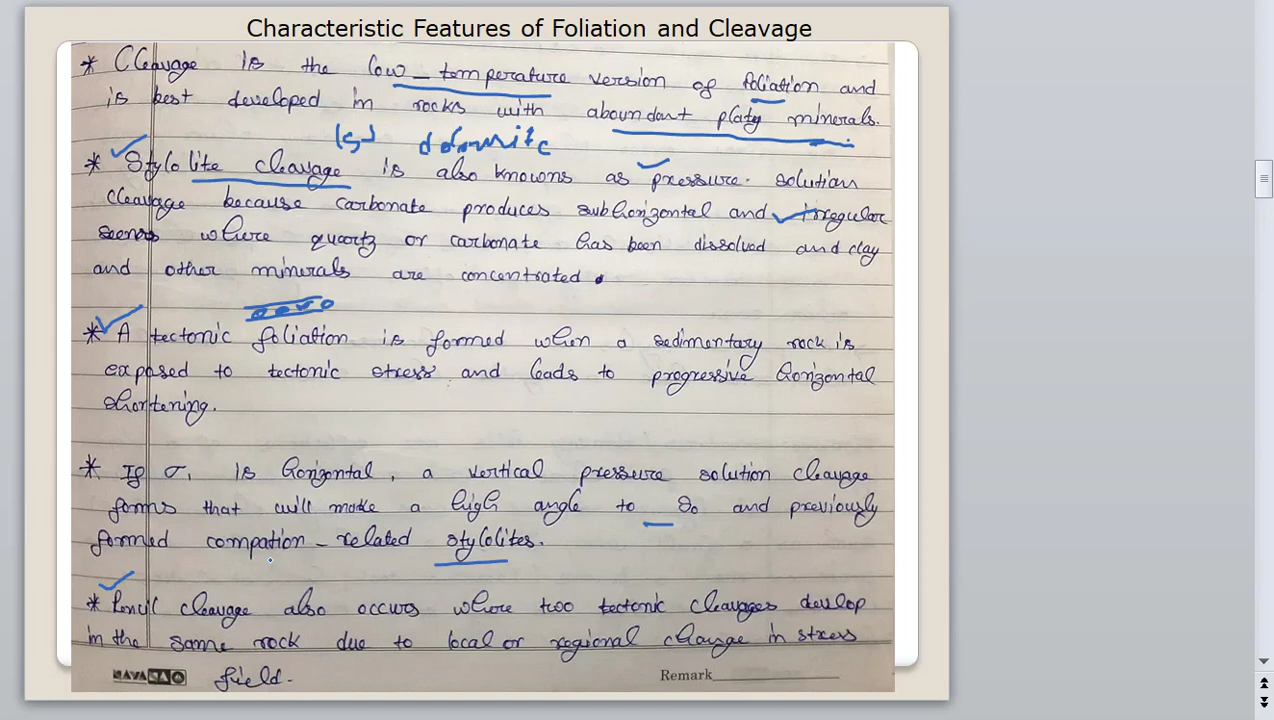 Characteristic Features of Foliation and Cleavage
* Cleavage is the low-temperature version of foliation and
is best developed in rocks with aboundant platy minerals.
(s) dolomite
* Stylolite cleavage is also knowns as pressure- solution
cleavage because carbonate produces subhorizontal and irregular
seems where quartz or carbonate has been dissolved and clay
and other minerals are concentrated.
* A tectonic foliation is formed when a sedimentary rock is
exposed to tectonic stress and leads to progressive horizontal
shortening.
* If σ₁ is horizontal, a vertical pressure solution cleavage
forms that will make a high angle to S₀ and previously
formed compation-related stylolites.
* Pencil cleavage also occurs where two tectonic cleavages develop
in the same rock due to local or regional change in stress
field.
NAVA
Remark